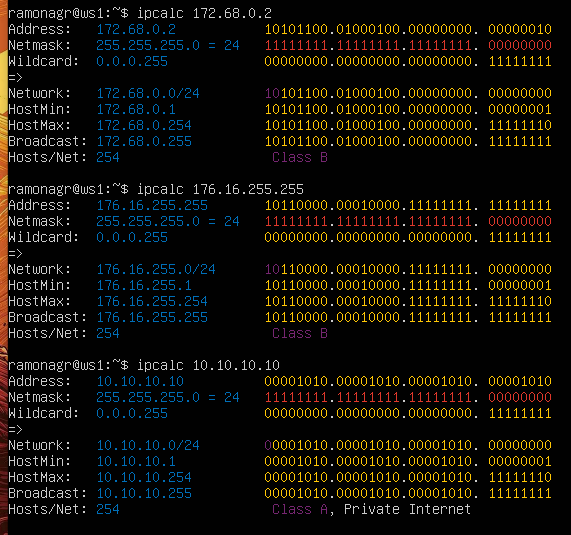 ramonagr@ws1:~$ ipcalc 172.68.0.2
Address: 172.68.0.2 10101100.01000100.00000000. 00000010
Netmask: 255.255.255.0 = 24 11111111.11111111.11111111. 00000000
Wildcard: 0.0.0.255 00000000.00000000.00000000. 11111111
=>
Network: 172.68.0.0/24 10101100.01000100.00000000. 00000000
HostMin: 172.68.0.1 10101100.01000100.00000000. 00000001
HostMax: 172.68.0.254 10101100.01000100.00000000. 11111110
Broadcast: 172.68.0.255 10101100.01000100.00000000. 11111111
Hosts/Net: 254 Class B
ramonagr@ws1:~$ ipcalc 176.16.255.255
Address: 176.16.255.255 10110000.00010000.11111111. 11111111
Netmask: 255.255.255.0 = 24 11111111.11111111.11111111. 00000000
Wildcard: 0.0.0.255 00000000.00000000.00000000. 11111111
=>
Network: 176.16.255.0/24 10110000.00010000.11111111. 00000000
HostMin: 176.16.255.1 10110000.00010000.11111111. 00000001
HostMax: 176.16.255.254 10110000.00010000.11111111. 11111110
Broadcast: 176.16.255.255 10110000.00010000.11111111. 11111111
Hosts/Net: 254 Class B
ramonagr@ws1:~$ ipcalc 10.10.10.10
Address: 10.10.10.10 00001010.00001010.00001010. 00001010
Netmask: 255.255.255.0 = 24 11111111.11111111.11111111. 00000000
Wildcard: 0.0.0.255 00000000.00000000.00000000. 11111111
=>
Network: 10.10.10.0/24 00001010.00001010.00001010. 00000000
HostMin: 10.10.10.1 00001010.00001010.00001010. 00000001
HostMax: 10.10.10.254 00001010.00001010.00001010. 11111110
Broadcast: 10.10.10.255 00001010.00001010.00001010. 11111111
Hosts/Net: 254 Class A, Private Internet